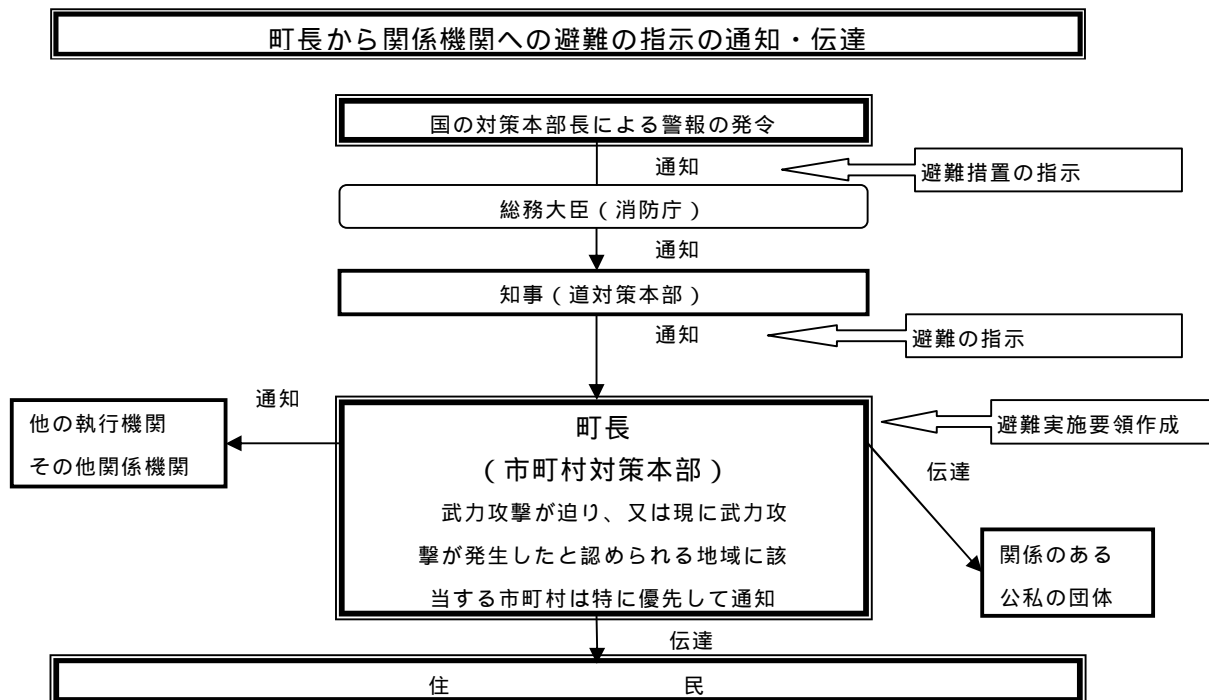 町長から関係機関への避難の指示の通知・伝達
国の対策本部長による警報の発令
通知
避難措置の指示
総務大臣（消防庁）
通知
知事（道対策本部）
通知
避難の指示
通知
他の執行機関
その他関係機関
町長
（市町村対策本部）
武力攻撃が迫り、又は現に武力攻
撃が発生したと認められる地域に該
当する市町村は特に優先して通知
避難実施要領作成
伝達
関係のある
公私の団体
伝達
住　　　　　民